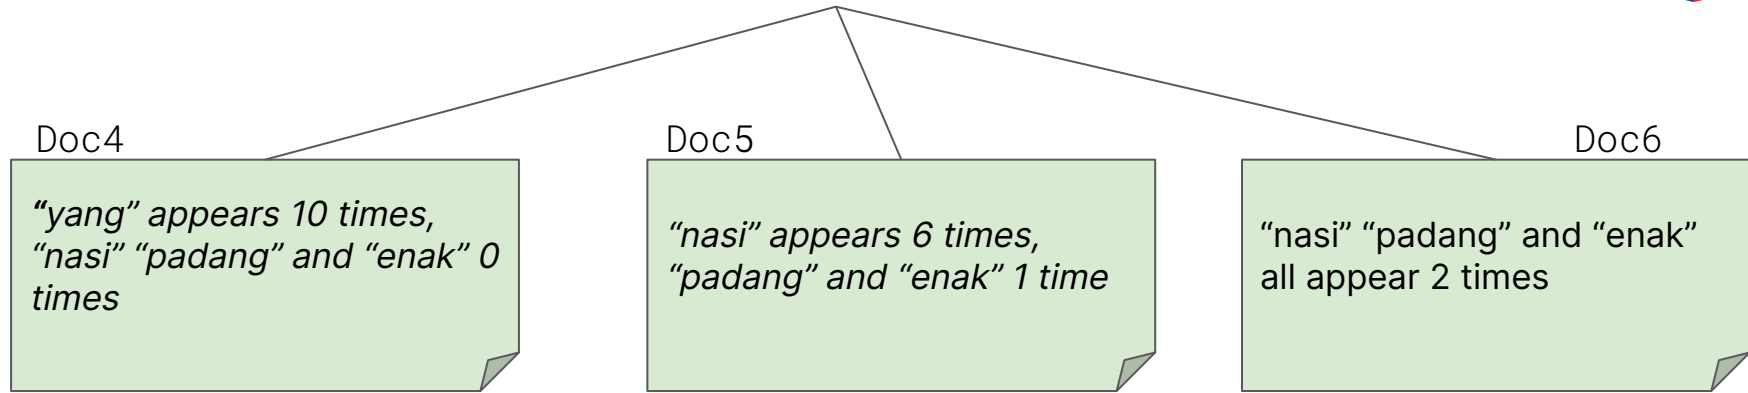 Doc4
“yang” appears 10 times,
“nasi” “padang” and “enak” 0
times
Doc5
“nasi” appears 6 times,
“padang” and “enak” 1 time
Doc6
“nasi” “padang” and “enak”
all appear 2 times